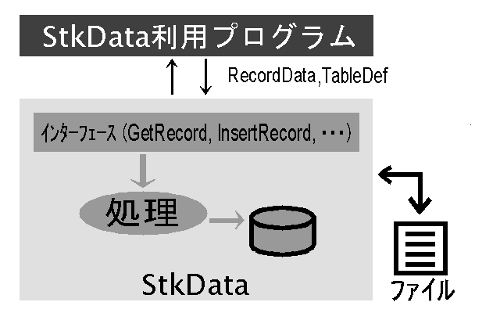 StkData利用プログラム
RecordData,TableDef
インターフェース (GetRecord, InsertRecord, ･･･)
処理
StkData
ファイル